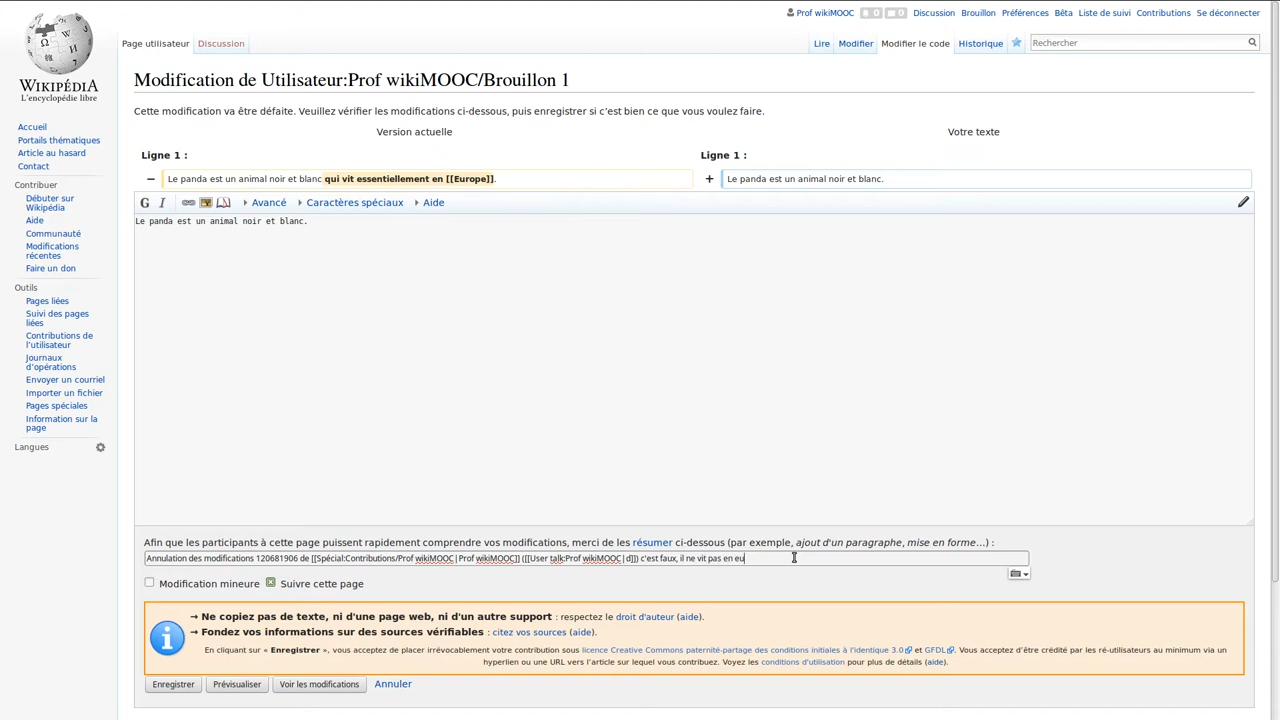 Prof wikiMOOC 0 0 Discussion Brouillon Préférences Bêta Liste de suivi Contributions Se déconnecter
Page utilisateur Discussion Lire Modifier Modifier le code Historique Rechercher
WIKIPÉDIA
L'encyclopédie libre
Accueil
Portails thématiques
Article au hasard
Contact
Contribuer
Débuter sur
Wikipédia
Aide
Communauté
Modifications
récentes
Faire un don
Outils
Pages liées
Suivi des pages
liées
Contributions de
l'utilisateur
Journaux
d'opérations
Envoyer un courriel
Importer un fichier
Pages spéciales
Information sur la
page
Langues
Modification de Utilisateur:Prof wikiMOOC/Brouillon 1
Cette modification va être défaite. Veuillez vérifier les modifications ci-dessous, puis enregistrer si c’est bien ce que vous voulez faire.
Version actuelle Votre texte
Ligne 1 : Ligne 1 :
− Le panda est un animal noir et blanc qui vit essentiellement en [[Europe]]. + Le panda est un animal noir et blanc.
G I Avancé Caractères spéciaux Aide
Le panda est un animal noir et blanc.
Afin que les participants à cette page puissent rapidement comprendre vos modifications, merci de les résumer ci-dessous (par exemple, ajout d'un paragraphe, mise en forme…) :
Annulation des modifications 120681906 de [[Spécial:Contributions/Prof wikiMOOC|Prof wikiMOOC]] ([[User talk:Prof wikiMOOC|d]]) c'est faux, il ne vit pas en eu
Modification mineure Suivre cette page
→ Ne copiez pas de texte, ni d'une page web, ni d'un autre support : respectez le droit d'auteur (aide).
→ Fondez vos informations sur des sources vérifiables : citez vos sources (aide).
En cliquant sur « Enregistrer », vous acceptez de placer irrévocablement votre contribution sous licence Creative Commons paternité-partage des conditions initiales à l'identique 3.0 et GFDL. Vous acceptez d’être crédité par les ré-utilisateurs au minimum via un
hyperlien ou une URL vers l’article sur lequel vous contribuez. Voyez les conditions d'utilisation pour plus de détails (aide).
Enregistrer Prévisualiser Voir les modifications Annuler